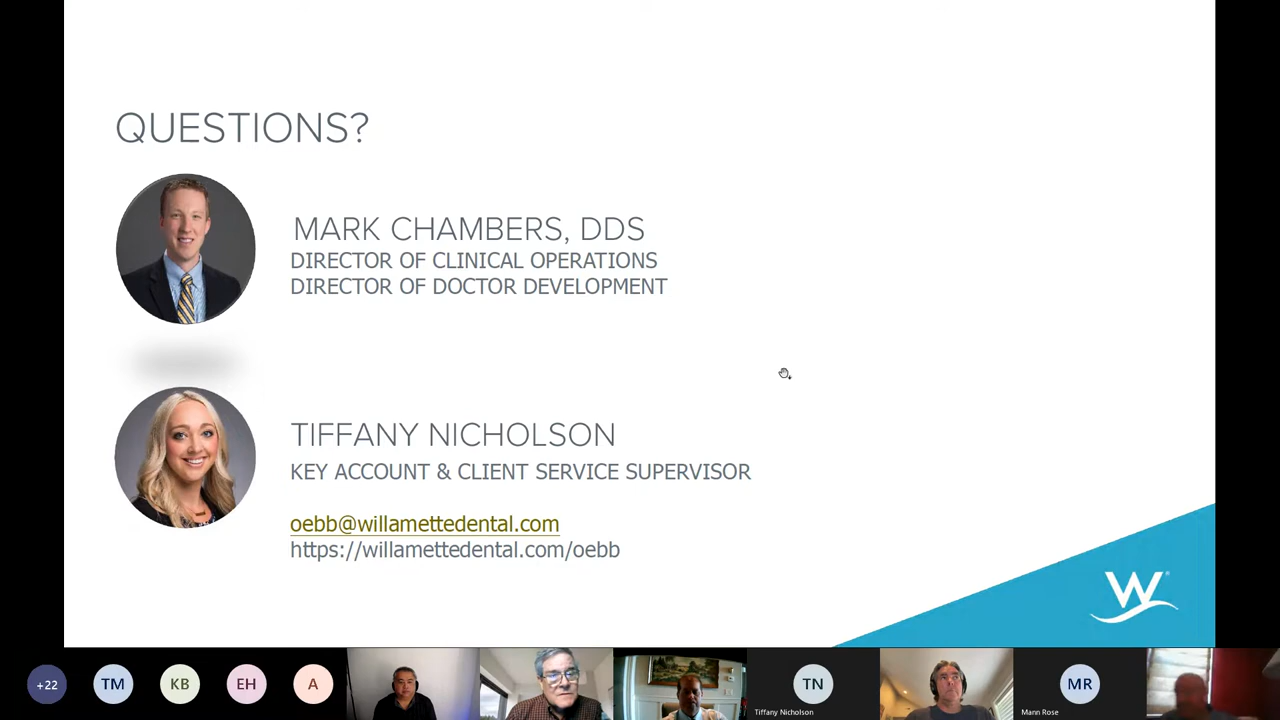 QUESTIONS?
MARK CHAMBERS, DDS
DIRECTOR OF CLINICAL OPERATIONS
DIRECTOR OF DOCTOR DEVELOPMENT
TIFFANY NICHOLSON
KEY ACCOUNT & CLIENT SERVICE SUPERVISOR
oebb@willamettedental.com
https://willamettedental.com/oebb
W®
+22
TM
KB
EH
A
TN
Tiffany Nicholson
MR
Mann Rose